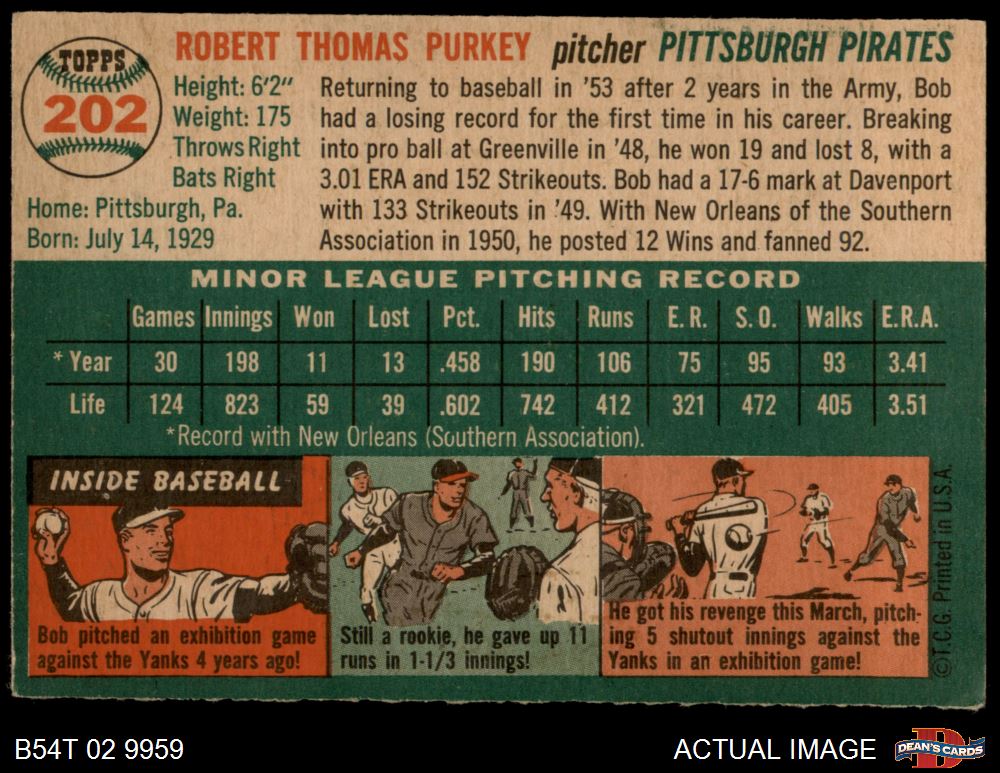 TOPPS
202
ROBERT THOMAS PURKEY pitcher PITTSBURGH PIRATES
Height: 6'2"
Weight: 175
Throws Right
Bats Right
Home: Pittsburgh, Pa.
Born: July 14, 1929
Returning to baseball in '53 after 2 years in the Army, Bob
had a losing record for the first time in his career. Breaking
into pro ball at Greenville in '48, he won 19 and lost 8, with a
3.01 ERA and 152 Strikeouts. Bob had a 17-6 mark at Davenport
with 133 Strikeouts in '49. With New Orleans of the Southern
Association in 1950, he posted 12 Wins and fanned 92.
MINOR LEAGUE PITCHING RECORD
Games Innings Won Lost Pct. Hits Runs E. R. S. O. Walks E.R.A.
* Year 30 198 11 13 .458 190 106 75 95 93 3.41
Life 124 823 59 39 .602 742 412 321 472 405 3.51
*Record with New Orleans (Southern Association).
INSIDE BASEBALL
Bob pitched an exhibition game
against the Yanks 4 years ago!
Still a rookie, he gave up 11
runs in 1-1/3 innings!
He got his revenge this March, pitch-
ing 5 shutout innings against the
Yanks in an exhibition game!
©T.C.G. Printed in U.S.A.
B54T 02 9959
ACTUAL IMAGE
D
DEAN'S CARDS